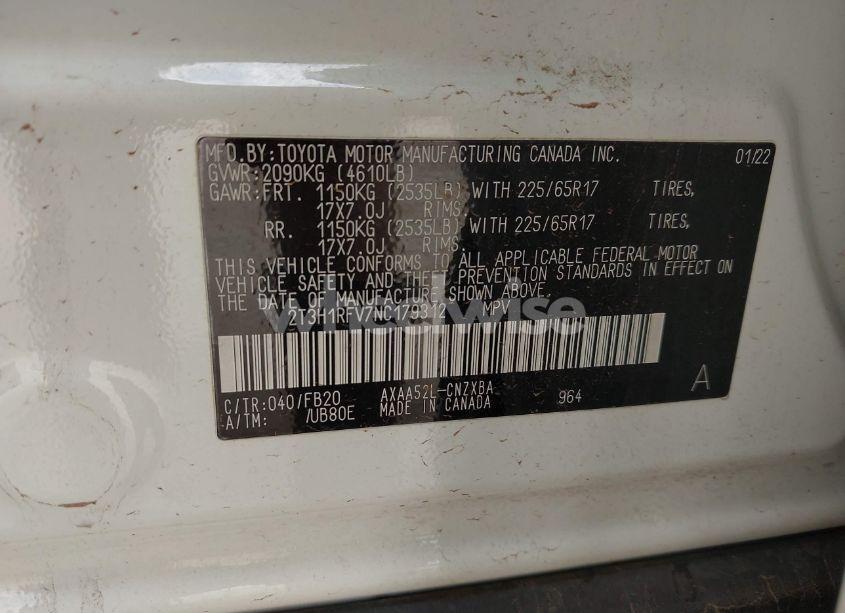 MFD.BY:TOYOTA MOTOR MANUFACTURING CANADA INC. 01/22
GVWR:2090KG (4610LB)
GAWR:FRT. 1150KG (2535LB) WITH 225/65R17 TIRES,
17X7.0J RIMS,
RR. 1150KG (2535LB) WITH 225/65R17 TIRES,
17X7.0J RIMS,
THIS VEHICLE CONFORMS TO ALL APPLICABLE FEDERAL MOTOR
VEHICLE SAFETY AND THEFT PREVENTION STANDARDS IN EFFECT ON
THE DATE OF MANUFACTURE SHOWN ABOVE.
2T3H1RFV7NC179312 MPV
wheelwise
C/TR:040/FB20 AXAA52L-CNZXBA 964 A
A/TM: /UB80E MADE IN CANADA